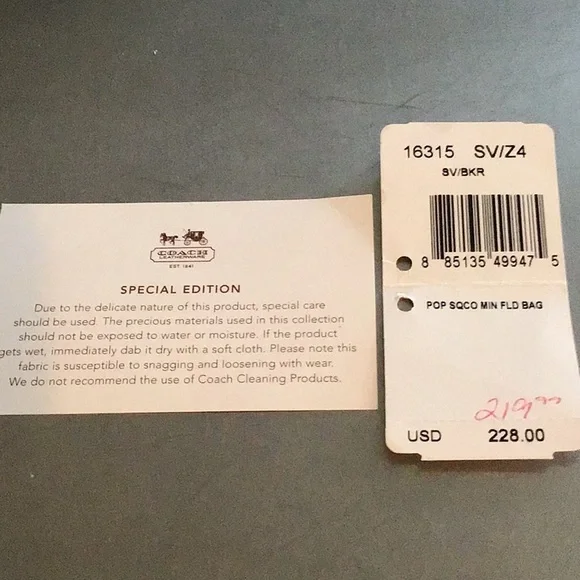 COACH
LEATHERWARE
EST. 1941
SPECIAL EDITION
Due to the delicate nature of this product, special care
should be used. The precious materials used in this collection
should not be exposed to water or moisture. If the product
gets wet, immediately dab it dry with a soft cloth. Please note this
fabric is susceptible to snagging and loosening with wear.
We do not recommend the use of Coach Cleaning Products.
16315 SV/Z4
SV/BKR
8 85135 49947 5
POP SQCO MIN FLD BAG
219.99
USD 228.00